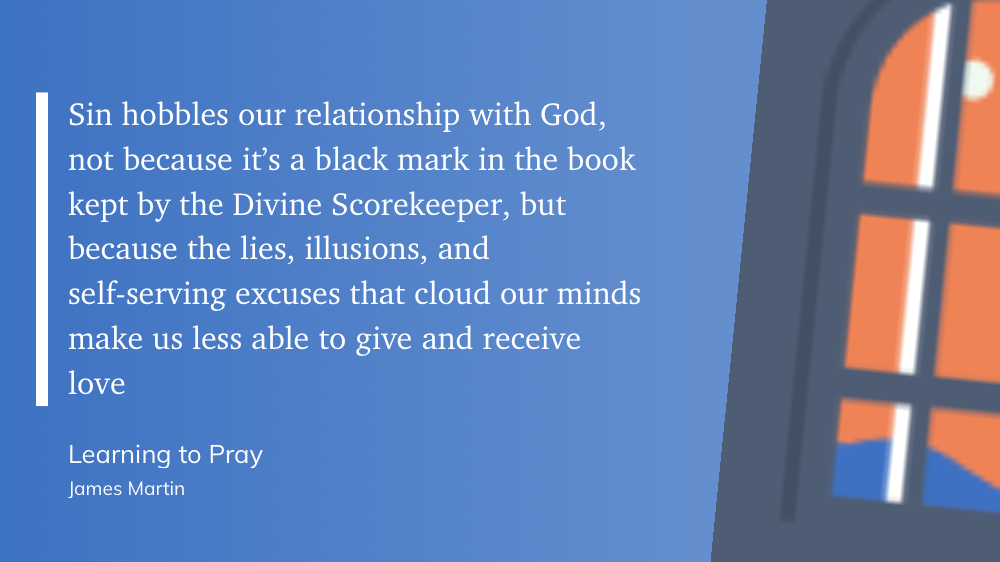 Sin hobbles our relationship with God,
not because it’s a black mark in the book
kept by the Divine Scorekeeper, but
because the lies, illusions, and
self-serving excuses that cloud our minds
make us less able to give and receive
love
Learning to Pray
James Martin